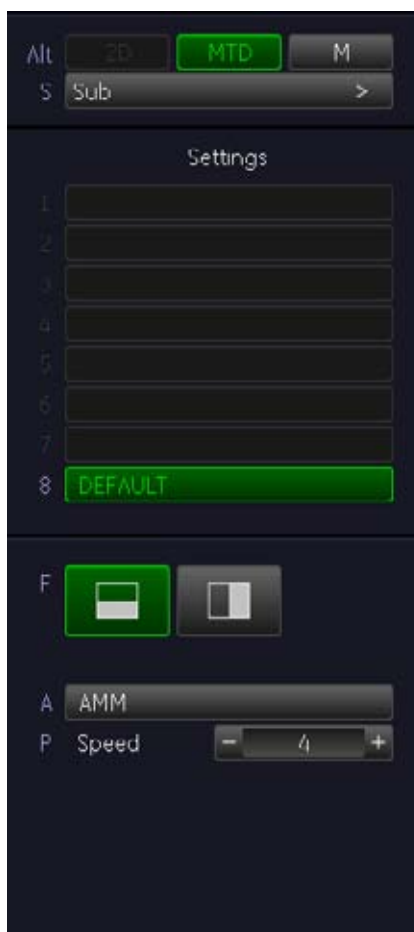 Alt 2D MTD M
S Sub >
Settings
1
2
3
4
5
6
7
8 DEFAULT
F
A AMM
P Speed - 4 +